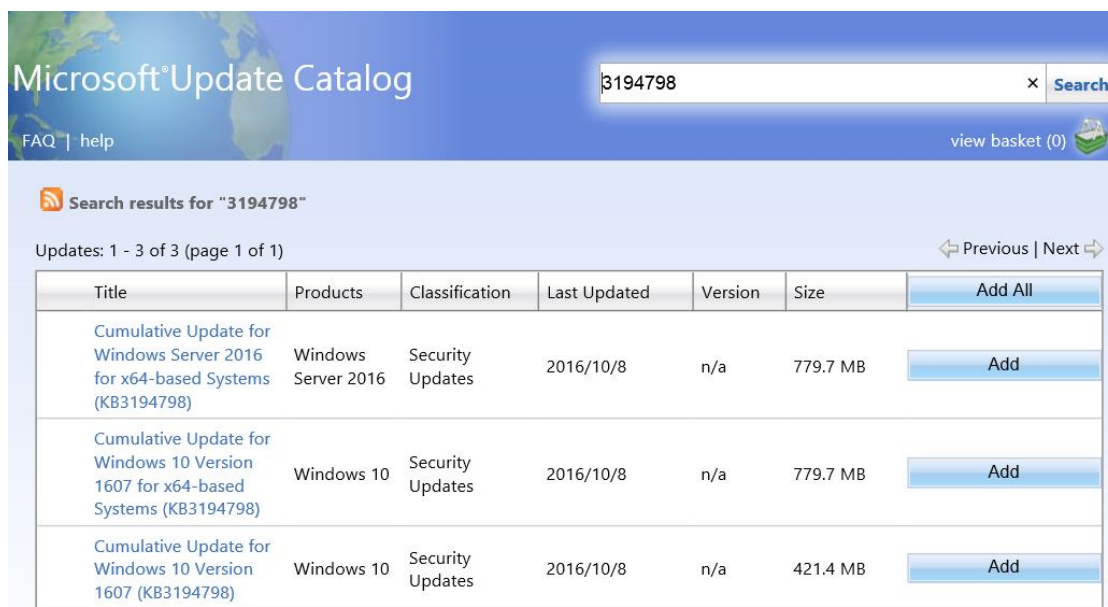 Microsoft®Update Catalog
3194798
× Search
FAQ | help
view basket (0)
Search results for "3194798"
Updates: 1 - 3 of 3 (page 1 of 1)
Previous | Next
Title Products Classification Last Updated Version Size Add All
Cumulative Update for
Windows Server 2016
for x64-based Systems
(KB3194798)
Windows
Server 2016
Security
Updates
2016/10/8
n/a
779.7 MB
Add
Cumulative Update for
Windows 10 Version
1607 for x64-based
Systems (KB3194798)
Windows 10
Security
Updates
2016/10/8
n/a
779.7 MB
Add
Cumulative Update for
Windows 10 Version
1607 (KB3194798)
Windows 10
Security
Updates
2016/10/8
n/a
421.4 MB
Add